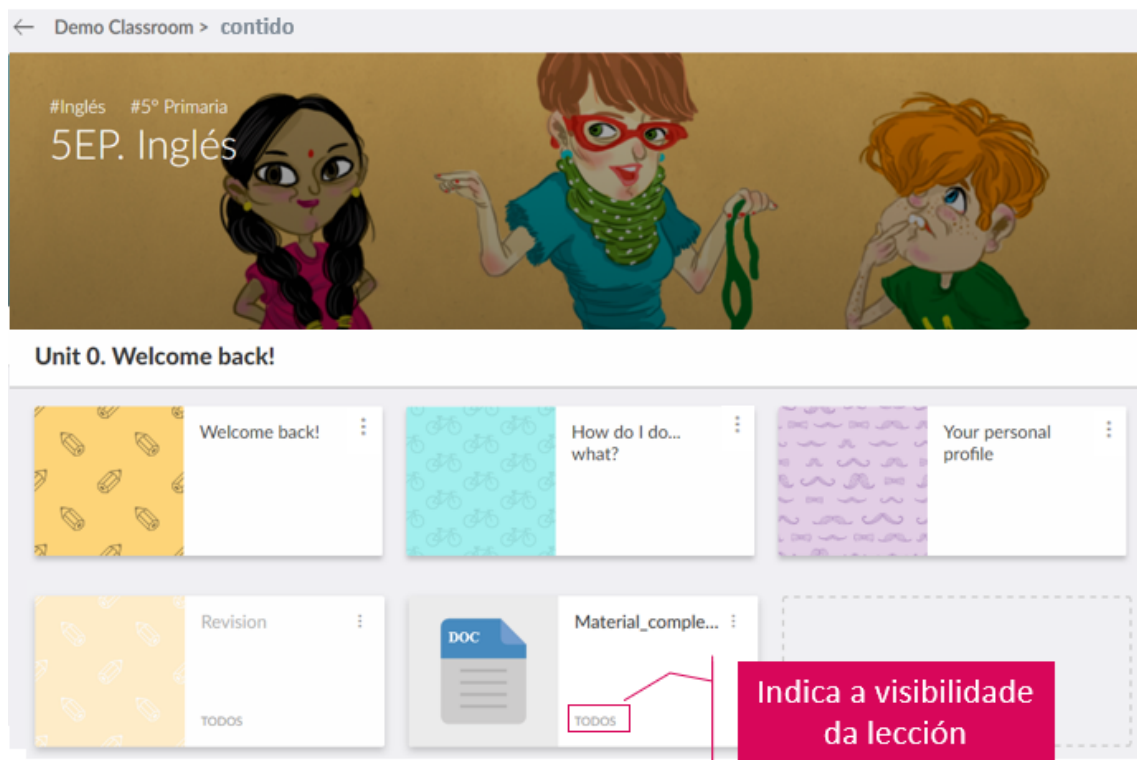 ← Demo Classroom > contido
#Inglés #5º Primaria
5EP. Inglés
Unit 0. Welcome back!
Welcome back!
How do I do...
what?
Your personal
profile
Revision
TODOS
DOC
Material_comple...
TODOS
Indica a visibilidade
da lección